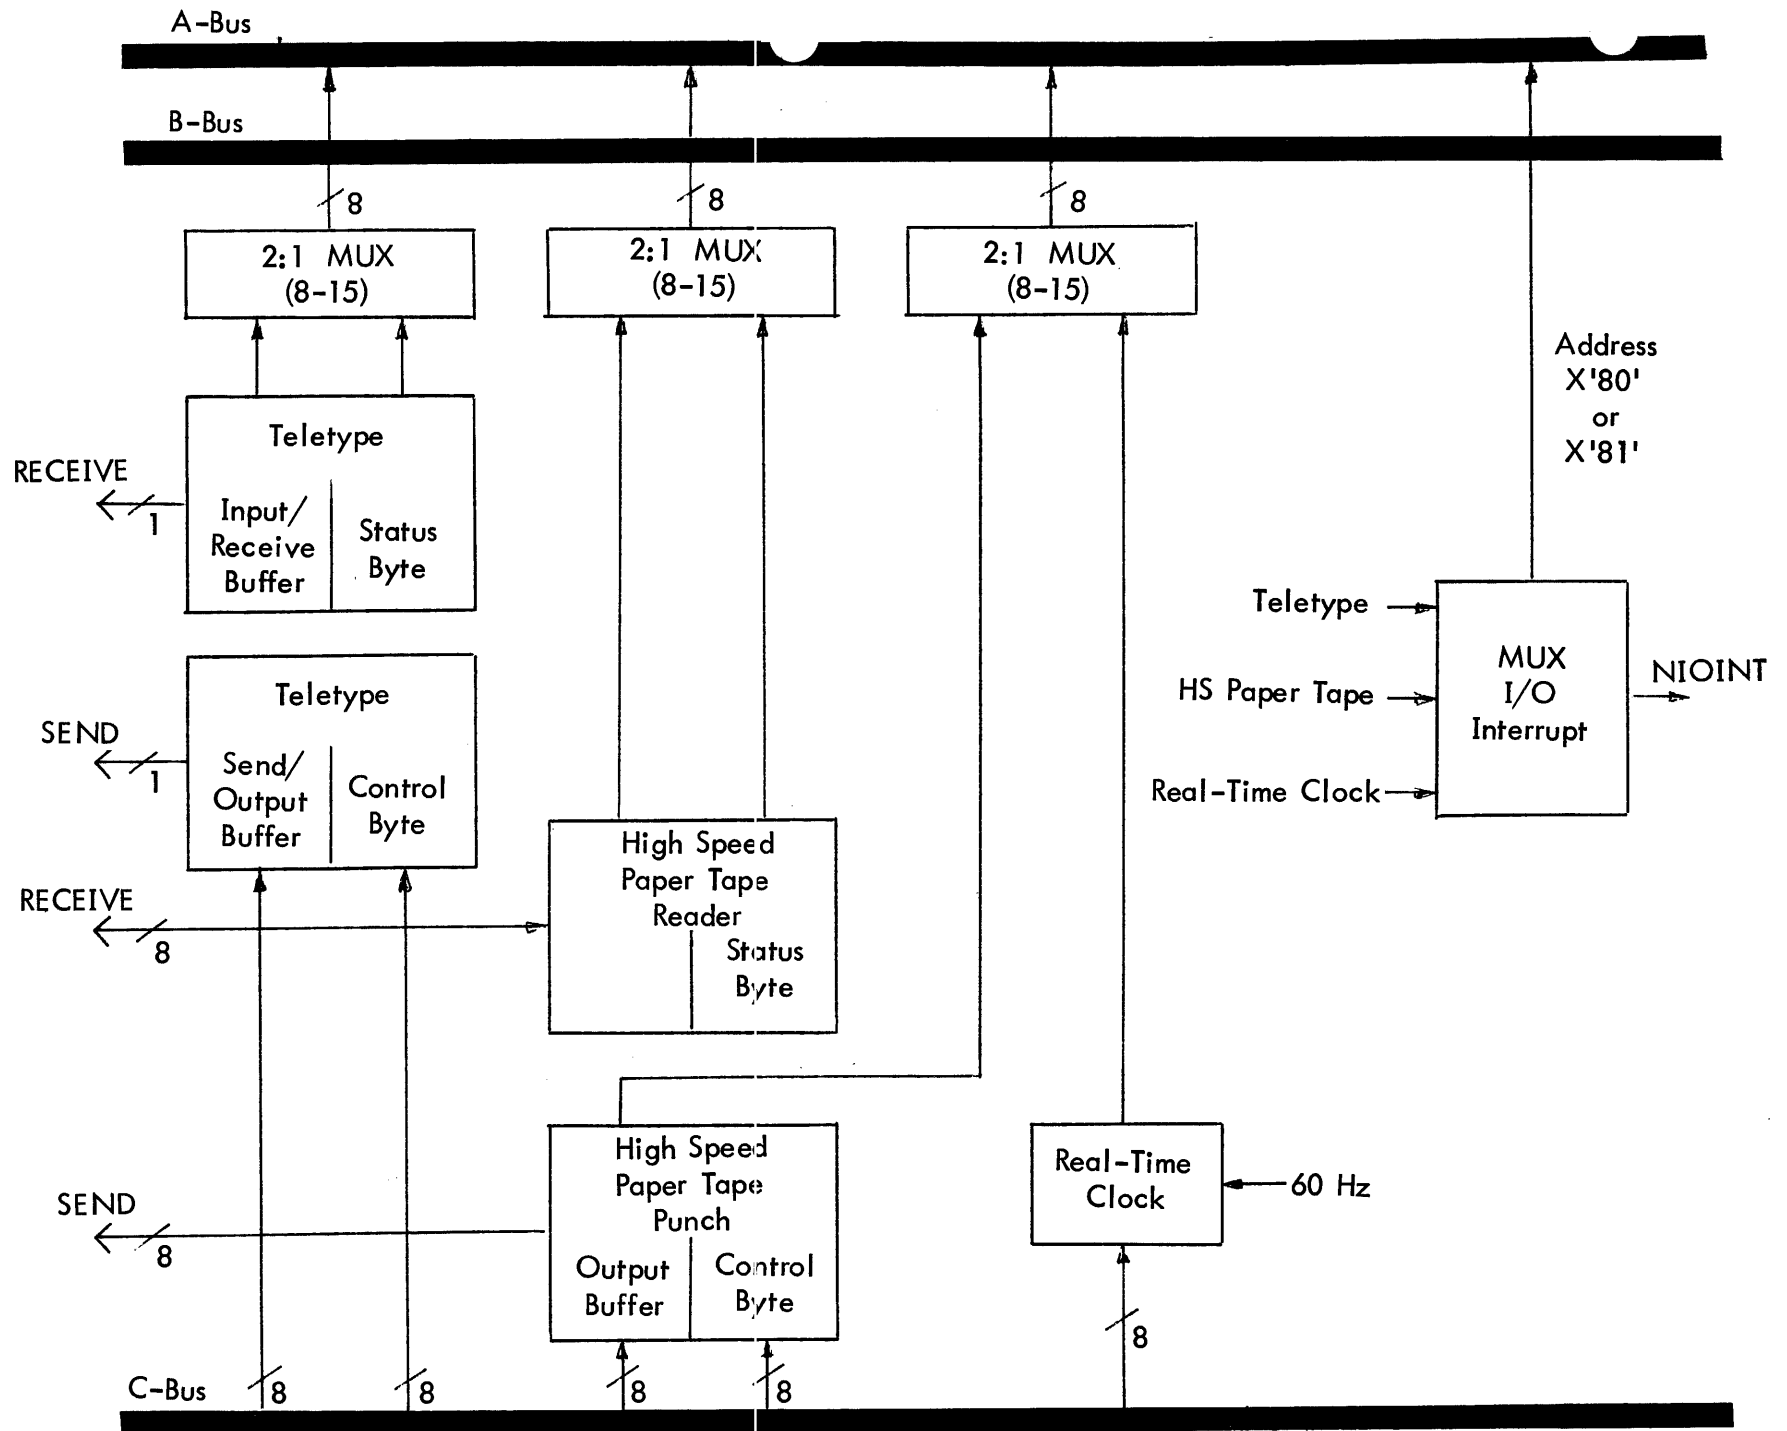 A-Bus
B-Bus
8
8
8
2:1 MUX
(8-15)
2:1 MUX
(8-15)
2:1 MUX
(8-15)
Address
X'80'
or
X'81'
Teletype
RECEIVE
1
Input/
Receive
Buffer
Status
Byte
Teletype
HS Paper Tape
Real-Time Clock
MUX
I/O
Interrupt
NIOINT
Teletype
SEND
1
Send/
Output
Buffer
Control
Byte
High Speed
Paper Tape
Reader
Status
Byte
RECEIVE
8
High Speed
Paper Tape
Punch
Output
Buffer
Control
Byte
SEND
8
Real-Time
Clock
60 Hz
8
C-Bus
8
8
8
8